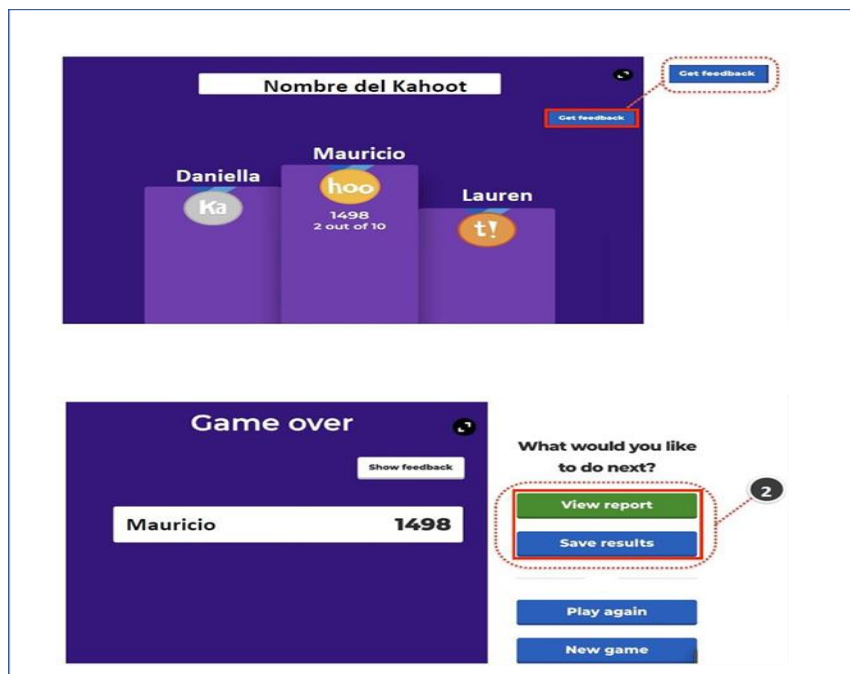 Nombre del Kahoot
Get feedback
Get feedback
Mauricio
Daniella
hoo
Lauren
Ka
1498
2 out of 10
t!
Game over
What would you like
to do next?
Show feedback
2
View report
Mauricio 1498
Save results
Play again
New game